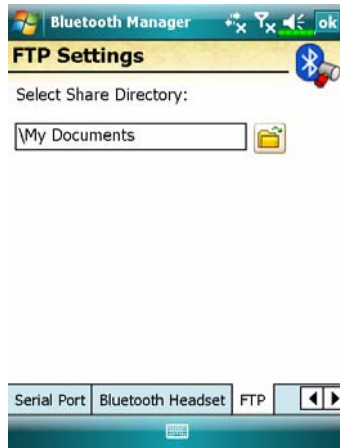 Bluetooth Manager ok
FTP Settings
Select Share Directory:
\My Documents
Serial Port Bluetooth Headset FTP